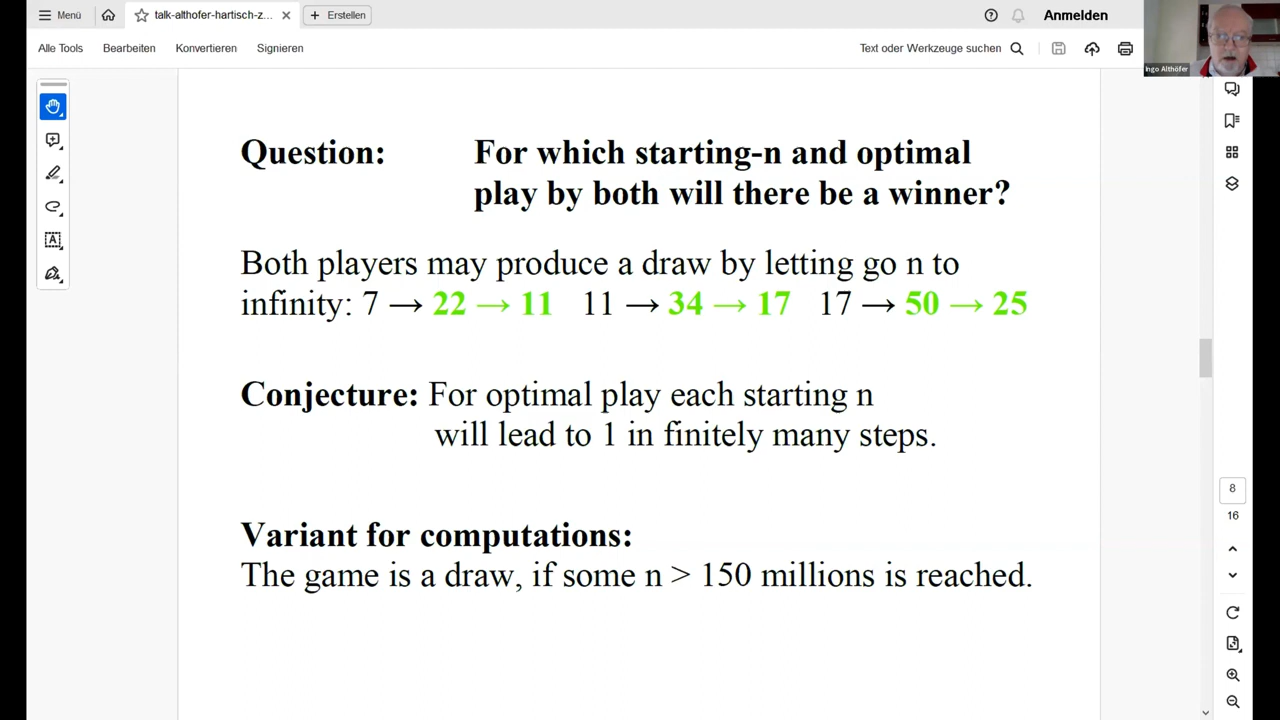 Menü
talk-althofer-hartisch-z...
Erstellen
Anmelden
Alle Tools
Bearbeiten
Konvertieren
Signieren
Text oder Werkzeuge suchen
Ingo Althöfer
Question: For which starting-n and optimal
play by both will there be a winner?
Both players may produce a draw by letting go n to
infinity: 7 → 22 → 11 11 → 34 → 17 17 → 50 → 25
Conjecture: For optimal play each starting n
will lead to 1 in finitely many steps.
Variant for computations:
The game is a draw, if some n > 150 millions is reached.
8
16